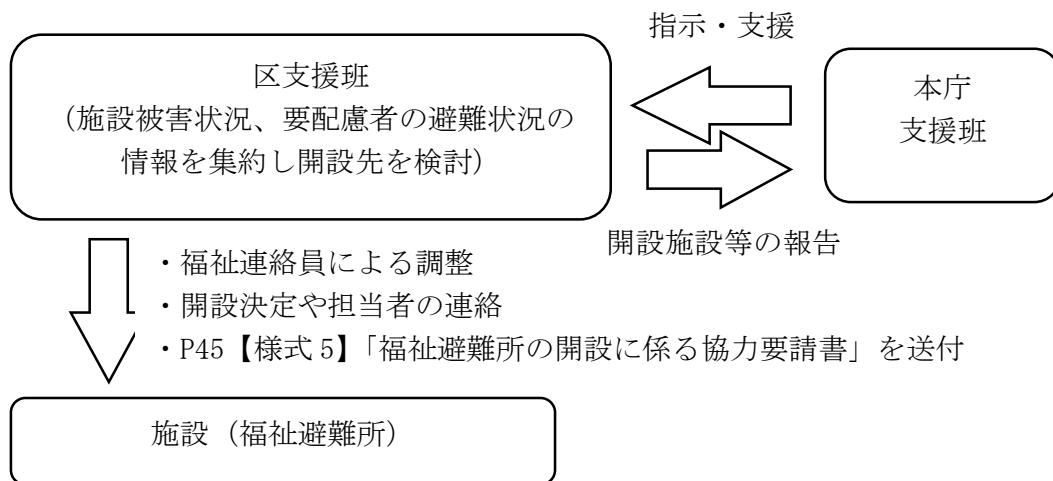 指示・支援
区支援班
(施設被害状況、要配慮者の避難状況の
情報を集約し開設先を検討)
本庁
支援班
開設施設等の報告
・福祉連絡員による調整
・開設決定や担当者の連絡
・P45【様式5】「福祉避難所の開設に係る協力要請書」を送付
施設（福祉避難所）